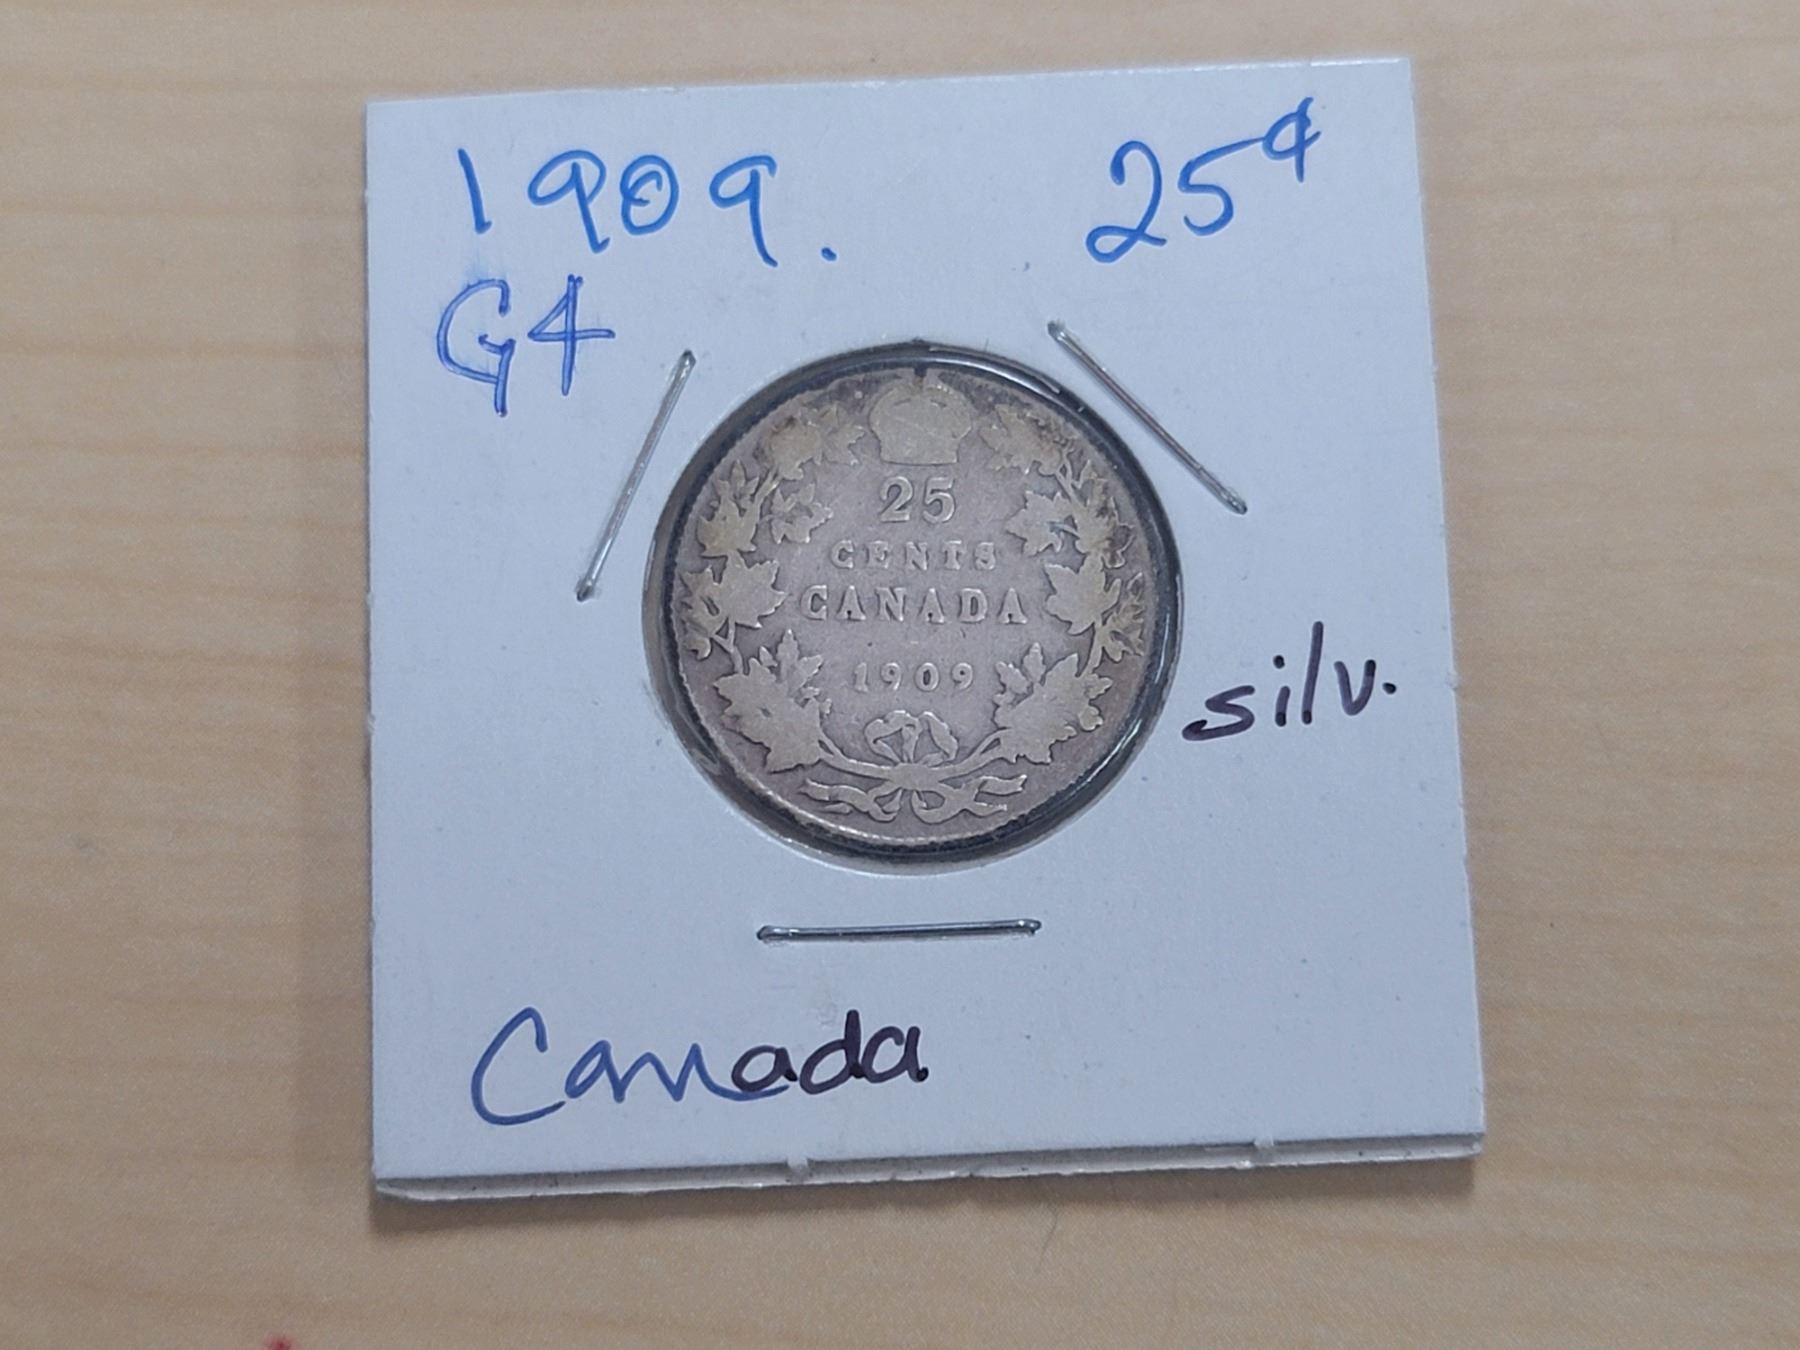 1909. 25¢
G4
25
CENTS
CANADA
1909
silv.
Canada